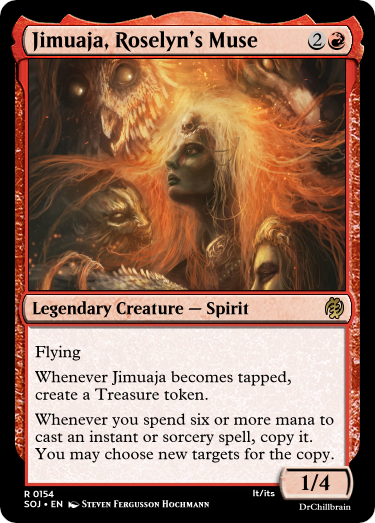 Jimuaja, Roselyn's Muse 2
Legendary Creature — Spirit
Flying
Whenever Jimuaja becomes tapped,
create a Treasure token.
Whenever you spend six or more mana to
cast an instant or sorcery spell, copy it.
You may choose new targets for the copy.
1/4
R 0154 It/its
SOJ • EN Steven Fergusson Hochmann DrChillbrain